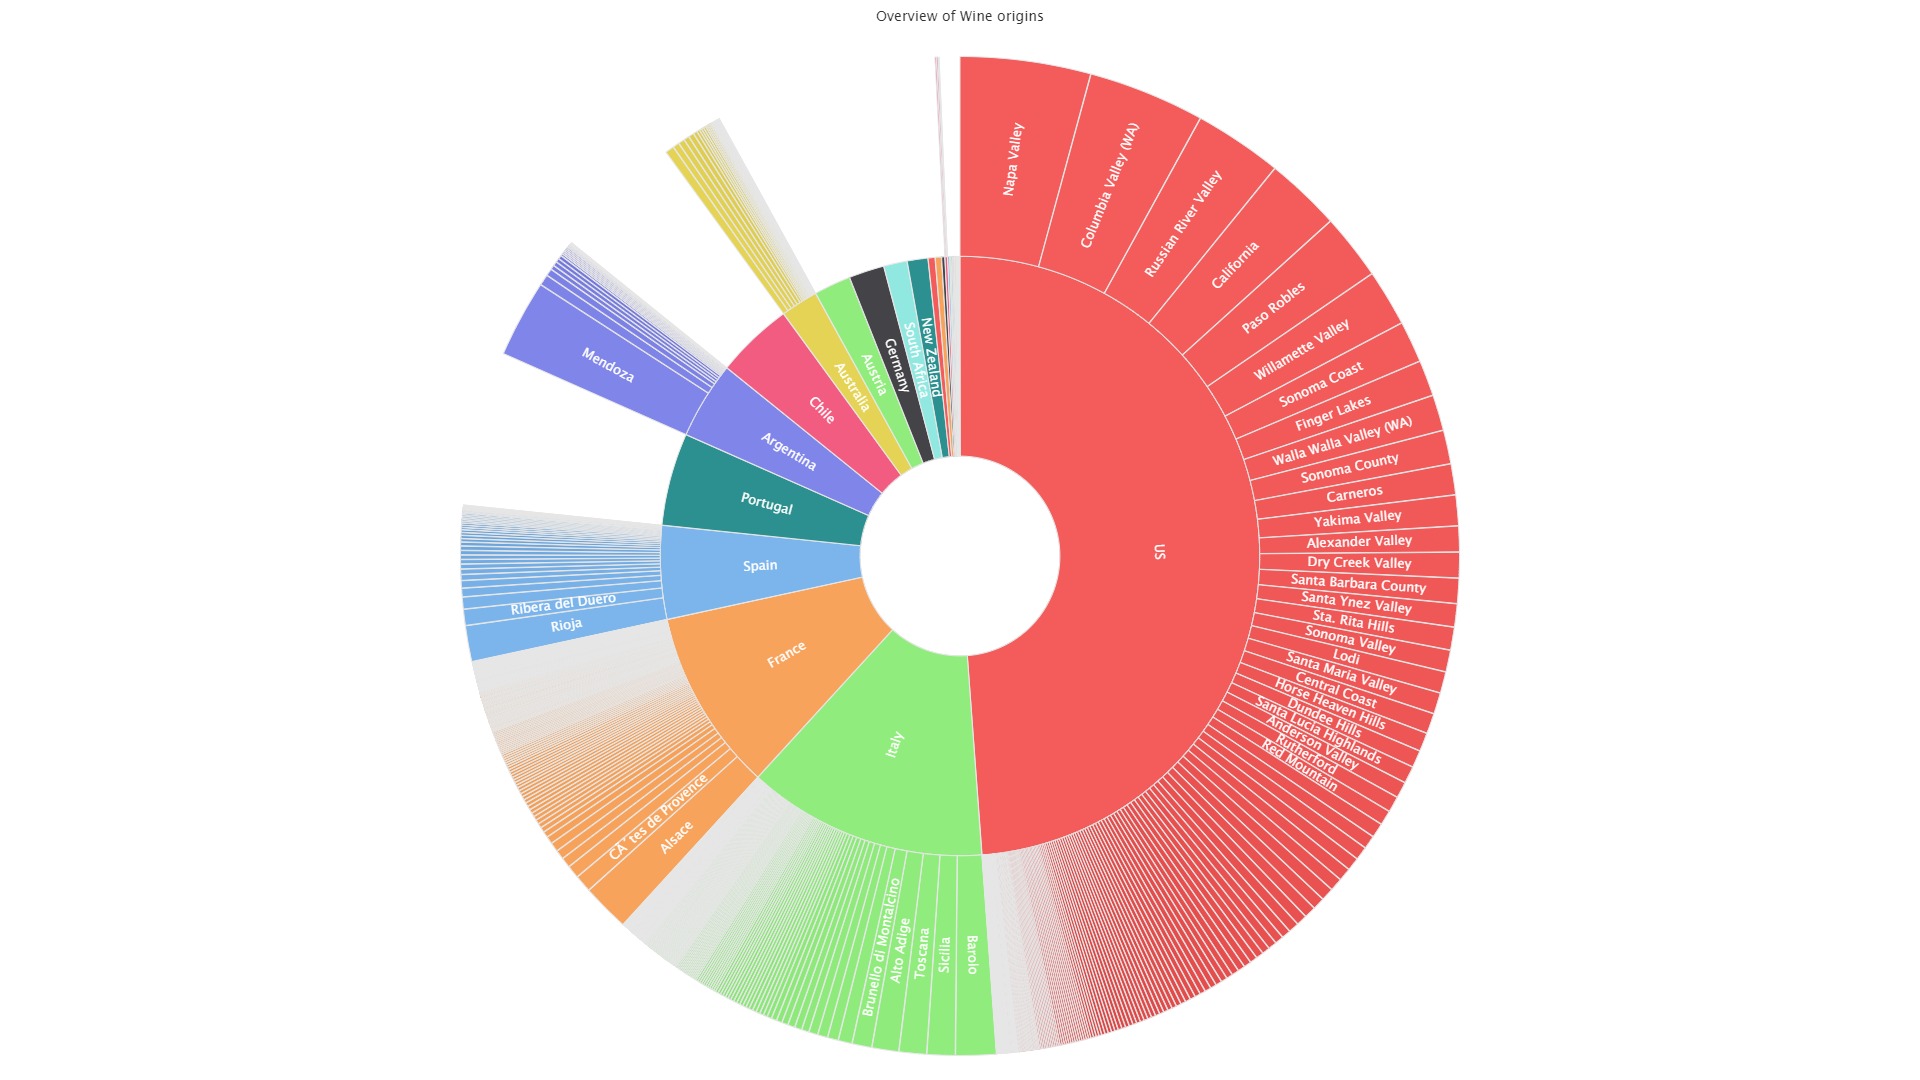 Overview of Wine origins
Napa Valley
Columbia Valley (WA)
Russian River Valley
California
Paso Robles
Willamette Valley
Sonoma Coast
Finger Lakes
Walla Walla Valley (WA)
Sonoma County
Carneros
Yakima Valley
Alexander Valley
Dry Creek Valley
Santa Barbara County
Santa Ynez Valley
Sta. Rita Hills
Sonoma Valley
Lodi
Santa Maria Valley
Central Coast
Horse Heaven Hills
Dundee Hills
Santa Lucia Highlands
Anderson Valley
Rutherford
Red Mountain
US
Barolo
Sicilia
Toscana
Alto Adige
Brunello di Montalcino
Italy
Alsace
CÃ´tes de Provence
France
Rioja
Ribera del Duero
Spain
Portugal
Mendoza
Argentina
Chile
Australia
Austria
Germany
South Africa
New Zealand